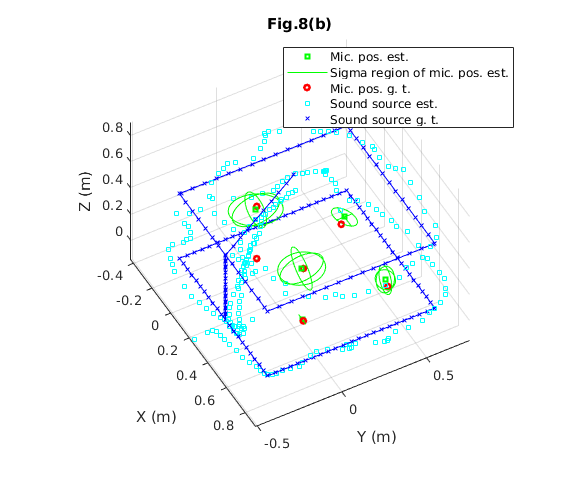 Fig.8(b)
Mic. pos. est.
Sigma region of mic. pos. est.
Mic. pos g. t.
Sound source est.
Sound source g. t.
0.8
0.6
0.4
0.2
0
Z (m)
-0.4
-0.2
0
0.2
0.4
0.6
0.8
X (m)
-0.5
0
0.5
Y (m)